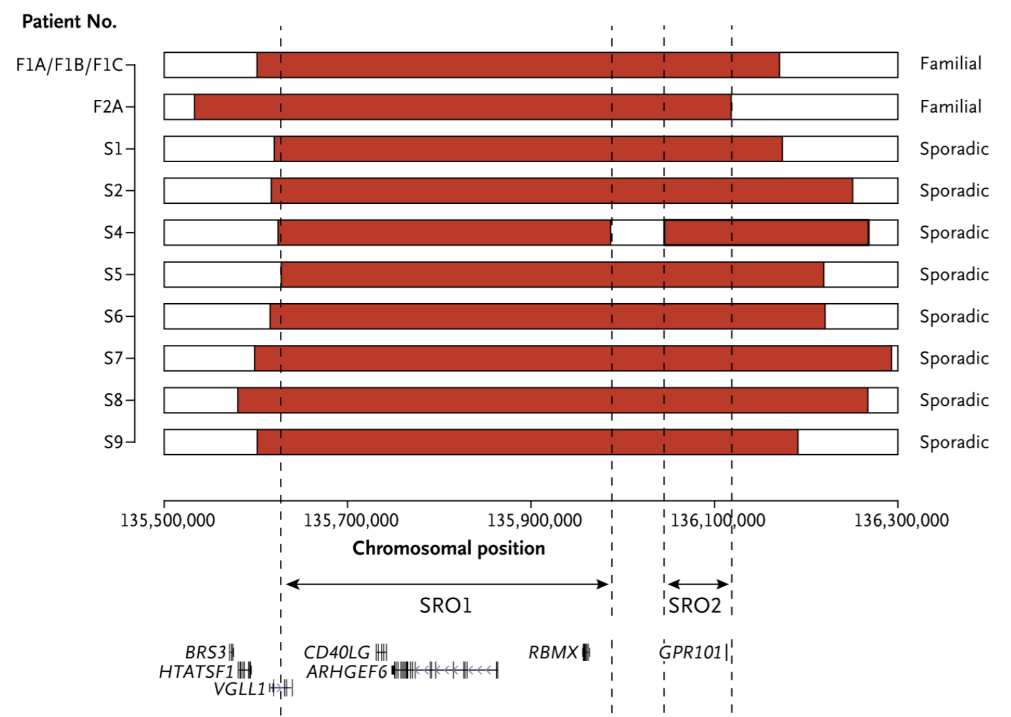 Patient No.
F1A/F1B/F1C Familial
F2A Familial
S1 Sporadic
S2 Sporadic
S4 Sporadic
S5 Sporadic
S6 Sporadic
S7 Sporadic
S8 Sporadic
S9 Sporadic
135,500,000 135,700,000 135,900,000 136,100,000 136,300,000
Chromosomal position
SRO1 SRO2
BRS3 CD40LG RBMX GPR101
HTATSF1 ARHGEF6
VGLL1